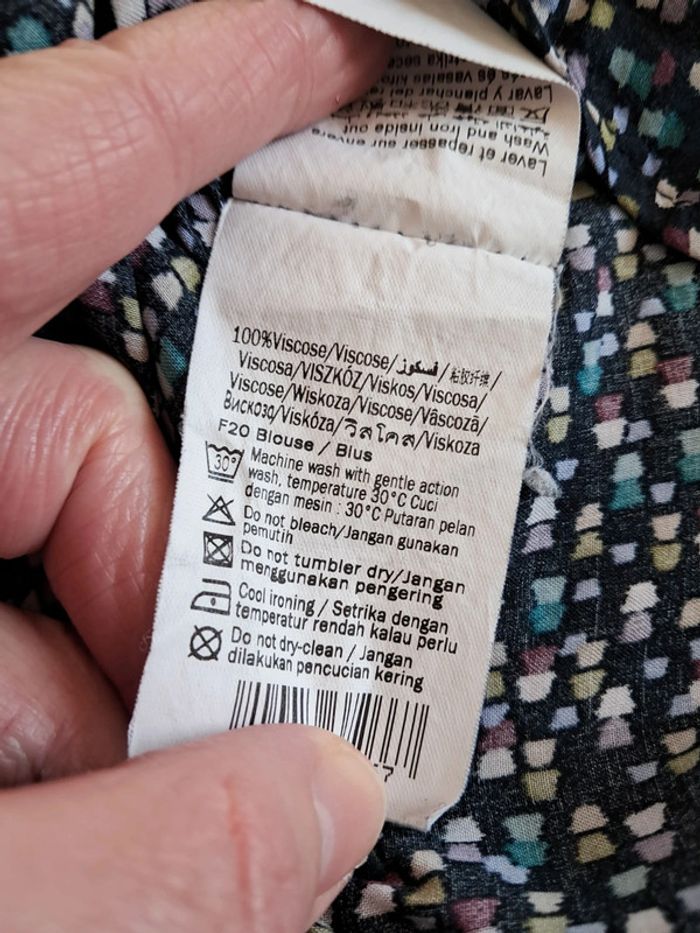 Laver et repasser sur envers
Wash and Iron Inside out
Lavar y planchar del
és vasalás
100%Viscose/Viscose/فسكوز/粘胶纤维/
Viscosa/VISZKÓZ/Viskos/Viscosa/
Viscose/Wiskoza/Viscose/Vâscoză/
Вискоза/Viskóza/วิสโคส/Viskoza
F20 Blouse / Blus
30° Machine wash with gentle action
wash, temperature 30°C Cuci
dengan mesin : 30°C Putaran pelan
Do not bleach/Jangan gunakan
pemutih
Do not tumbler dry/Jangan
menggunakan pengering
Cool ironing / Setrika dengan
temperatur rendah kalau perlu
Do not dry-clean / Jangan
dilakukan pencucian kering
7